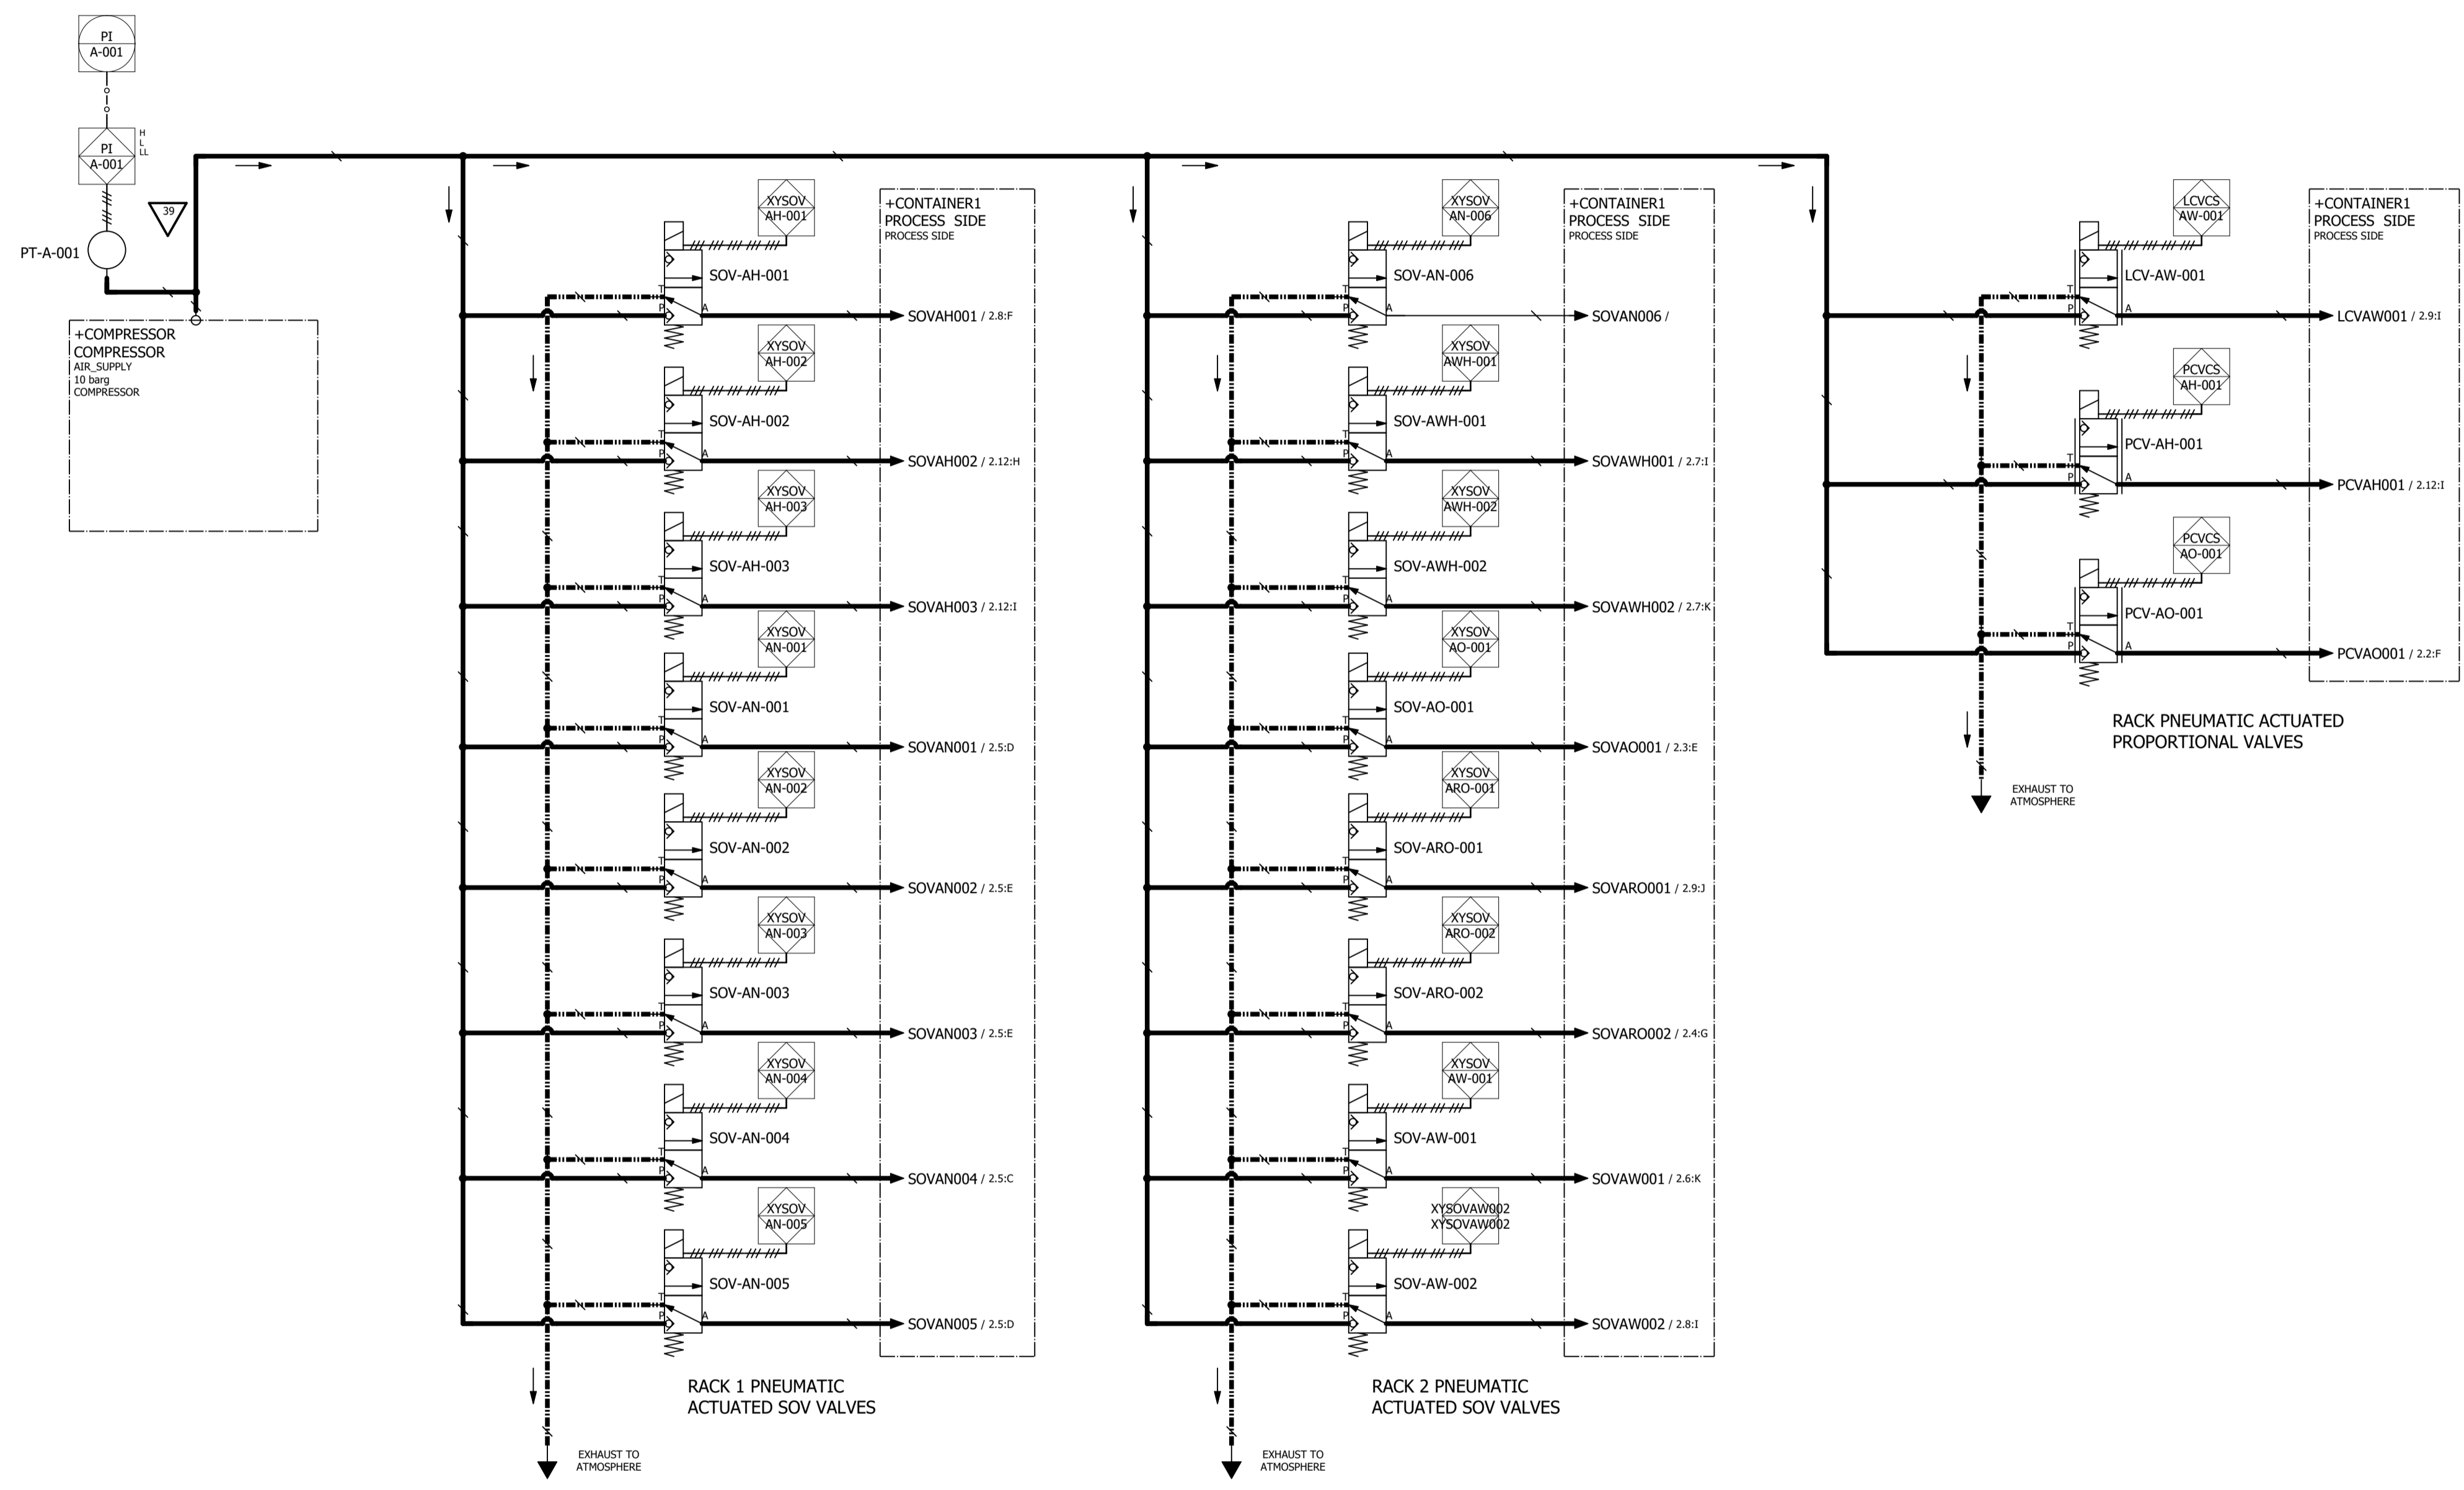 PI
A-001
PI
A-001
H
L
LL
39
PT-A-001
+COMPRESSOR
COMPRESSOR
AIR_SUPPLY
10 barg
COMPRESSOR
XYSOV
AH-001
SOV-AH-001
T
P
A
SOVAH001 / 2.8:F
XYSOV
AH-002
SOV-AH-002
T
P
A
SOVAH002 / 2.12:H
XYSOV
AH-003
SOV-AH-003
T
P
A
SOVAH003 / 2.12:I
XYSOV
AN-001
SOV-AN-001
T
P
A
SOVAN001 / 2.5:D
XYSOV
AN-002
SOV-AN-002
T
P
A
SOVAN002 / 2.5:E
XYSOV
AN-003
SOV-AN-003
T
P
A
SOVAN003 / 2.5:E
XYSOV
AN-004
SOV-AN-004
T
P
A
SOVAN004 / 2.5:C
XYSOV
AN-005
SOV-AN-005
T
P
A
SOVAN005 / 2.5:D
+CONTAINER1
PROCESS SIDE
PROCESS SIDE
RACK 1 PNEUMATIC
ACTUATED SOV VALVES
EXHAUST TO
ATMOSPHERE
XYSOV
AN-006
SOV-AN-006
T
P
A
SOVAN006 /
XYSOV
AWH-001
SOV-AWH-001
T
P
A
SOVAWH001 / 2.7:I
XYSOV
AWH-002
SOV-AWH-002
T
P
A
SOVAWH002 / 2.7:K
XYSOV
AO-001
SOV-AO-001
T
P
A
SOVAO001 / 2.3:E
XYSOV
ARO-001
SOV-ARO-001
T
P
A
SOVARO001 / 2.9:J
XYSOV
ARO-002
SOV-ARO-002
T
P
A
SOVARO002 / 2.4:G
XYSOV
AW-001
SOV-AW-001
T
P
A
SOVAW001 / 2.6:K
XYSOVAW002
XYSOVAW002
SOV-AW-002
T
P
A
SOVAW002 / 2.8:I
+CONTAINER1
PROCESS SIDE
PROCESS SIDE
RACK 2 PNEUMATIC
ACTUATED SOV VALVES
EXHAUST TO
ATMOSPHERE
LCVCS
AW-001
LCV-AW-001
T
P
A
LCVAW001 / 2.9:I
PCVCS
AH-001
PCV-AH-001
T
P
A
PCVAH001 / 2.12:I
PCVCS
AO-001
PCV-AO-001
T
P
A
PCVAO001 / 2.2:F
+CONTAINER1
PROCESS SIDE
PROCESS SIDE
RACK PNEUMATIC ACTUATED
PROPORTIONAL VALVES
EXHAUST TO
ATMOSPHERE